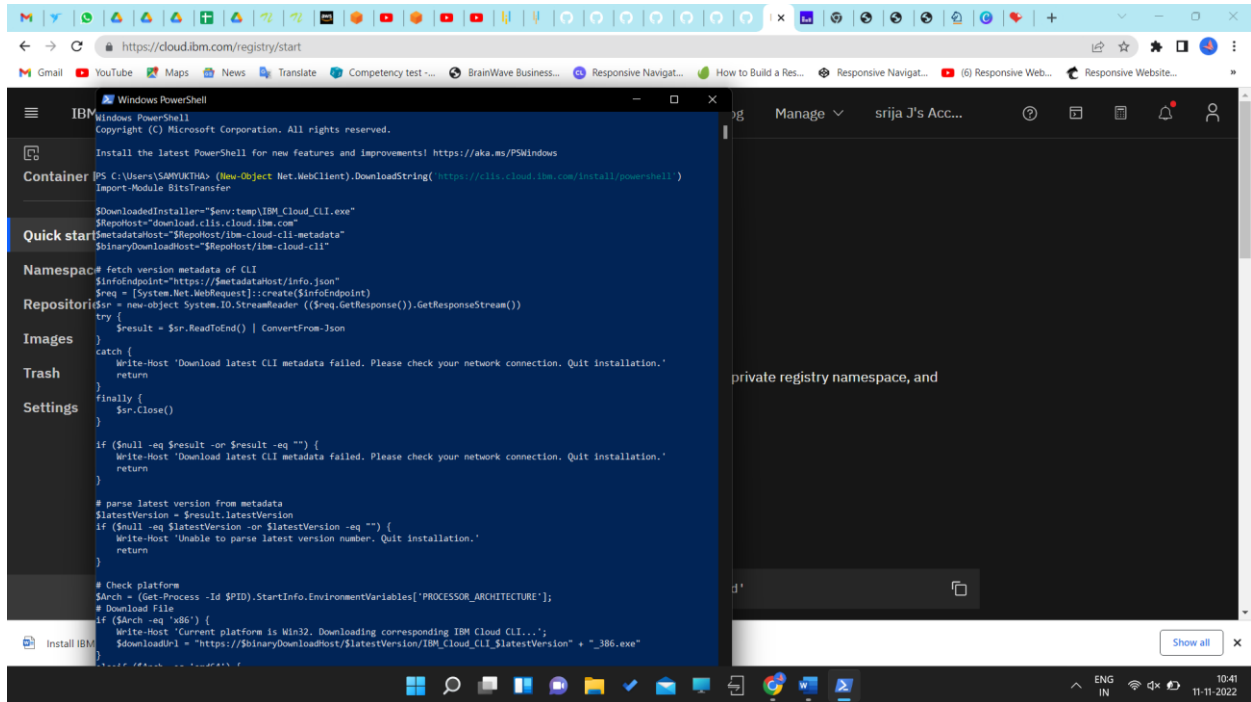 https://cloud.ibm.com/registry/start
Gmail
YouTube
Maps
News
Translate
Competency test -...
BrainWave Business...
Responsive Navigat...
How to Build a Res...
Responsive Navigat...
(6) Responsive Web...
Responsive Website...
»
IBM
Manage
srija J's Acc...
Container
Quick start
Namespac
Repositori
Images
Trash
Settings
Windows PowerShell
Windows PowerShell
Copyright (C) Microsoft Corporation. All rights reserved.
Install the latest PowerShell for new features and improvements! https://aka.ms/PSWindows
PS C:\Users\SAMYUKTHA> (New-Object Net.WebClient).DownloadString('https://clis.cloud.ibm.com/install/powershell')
Import-Module BitsTransfer
$DownloadedInstaller="$env:temp\IBM_Cloud_CLI.exe"
$RepoHost="download.clis.cloud.ibm.com"
$metadataHost="$RepoHost/ibm-cloud-cli-metadata"
$binaryDownloadHost="$RepoHost/ibm-cloud-cli"
# fetch version metadata of CLI
$infoEndpoint="https://$metadataHost/info.json"
$req = [System.Net.WebRequest]::create($infoEndpoint)
$sr = new-object System.IO.StreamReader (($req.GetResponse()).GetResponseStream())
try {
$result = $sr.ReadToEnd() | ConvertFrom-Json
}
catch {
Write-Host 'Download latest CLI metadata failed. Please check your network connection. Quit installation.'
return
}
finally {
$sr.Close()
}
if ($null -eq $result -or $result -eq "") {
Write-Host 'Download latest CLI metadata failed. Please check your network connection. Quit installation.'
return
}
# parse latest version from metadata
$latestVersion = $result.latestVersion
if ($null -eq $latestVersion -or $latestVersion -eq "") {
Write-Host 'Unable to parse latest version number. Quit installation.'
return
}
# Check platform
$Arch = (Get-Process -Id $PID).StartInfo.EnvironmentVariables['PROCESSOR_ARCHITECTURE'];
# Download File
if ($Arch -eq 'x86') {
Write-Host 'Current platform is Win32. Downloading corresponding IBM Cloud CLI...';
$downloadUrl = "https://$binaryDownloadHost/$latestVersion/IBM_Cloud_CLI_$latestVersion" + "_386.exe"
}
private registry namespace, and
d'
Install IBM
Show all
ENG
IN
10:41
11-11-2022